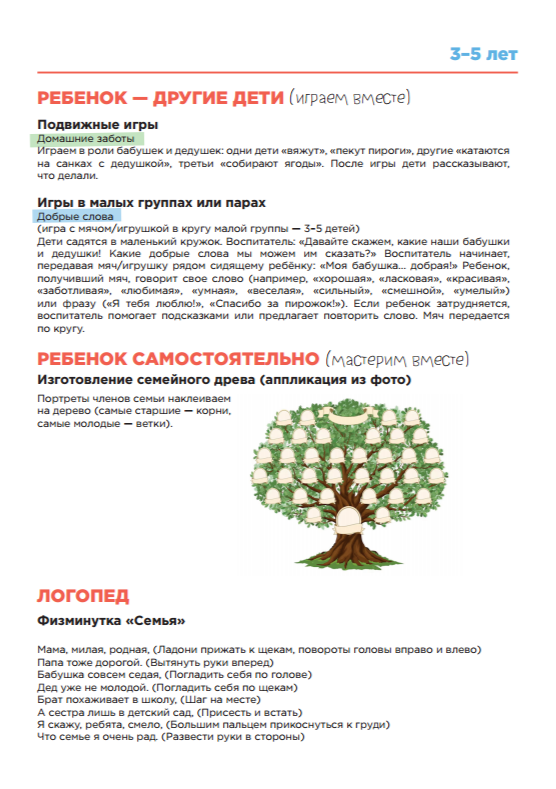 3–5 лет
РЕБЕНОК — ДРУГИЕ ДЕТИ (играем вместе)
Подвижные игры
Домашние заботы
Играем в роли бабушек и дедушек: одни дети «вяжут», «пекут пироги», другие «катаются
на санках с дедушкой», третьи «собирают ягоды». После игры дети рассказывают,
что делали.
Игры в малых группах или парах
Добрые слова
(игра с мячом/игрушкой в кругу малой группы — 3–5 детей)
Дети садятся в маленький кружок. Воспитатель: «Давайте скажем, какие наши бабушки
и дедушки! Какие добрые слова мы можем им сказать?» Воспитатель начинает,
передавая мяч/игрушку рядом сидящему ребёнку: «Моя бабушка... добрая!» Ребенок,
получивший мяч, говорит свое слово (например, «хорошая», «ласковая», «красивая»,
«заботливая», «любимая», «умная», «веселая», «сильный», «смешной», «умелый»)
или фразу («Я тебя люблю!», «Спасибо за пирожок!»). Если ребенок затрудняется,
воспитатель помогает подсказками или предлагает повторить слово. Мяч передается
по кругу.
РЕБЕНОК САМОСТОЯТЕЛЬНО (мастерим вместе)
Изготовление семейного древа (аппликация из фото)
Портреты членов семьи наклеиваем
на дерево (самые старшие — корни,
самые молодые — ветки).
ЛОГОПЕД
Физминутка «Семья»
Мама, милая, родная, (Ладони прижать к щекам, повороты головы вправо и влево)
Папа тоже дорогой. (Вытянуть руки вперед)
Бабушка совсем седая, (Погладить себя по голове)
Дед уже не молодой. (Погладить себя по щекам)
Брат похаживает в школу, (Шаг на месте)
А сестра лишь в детский сад, (Присесть и встать)
Я скажу, ребята, смело, (Большим пальцем прикоснуться к груди)
Что семье я очень рад. (Развести руки в стороны)